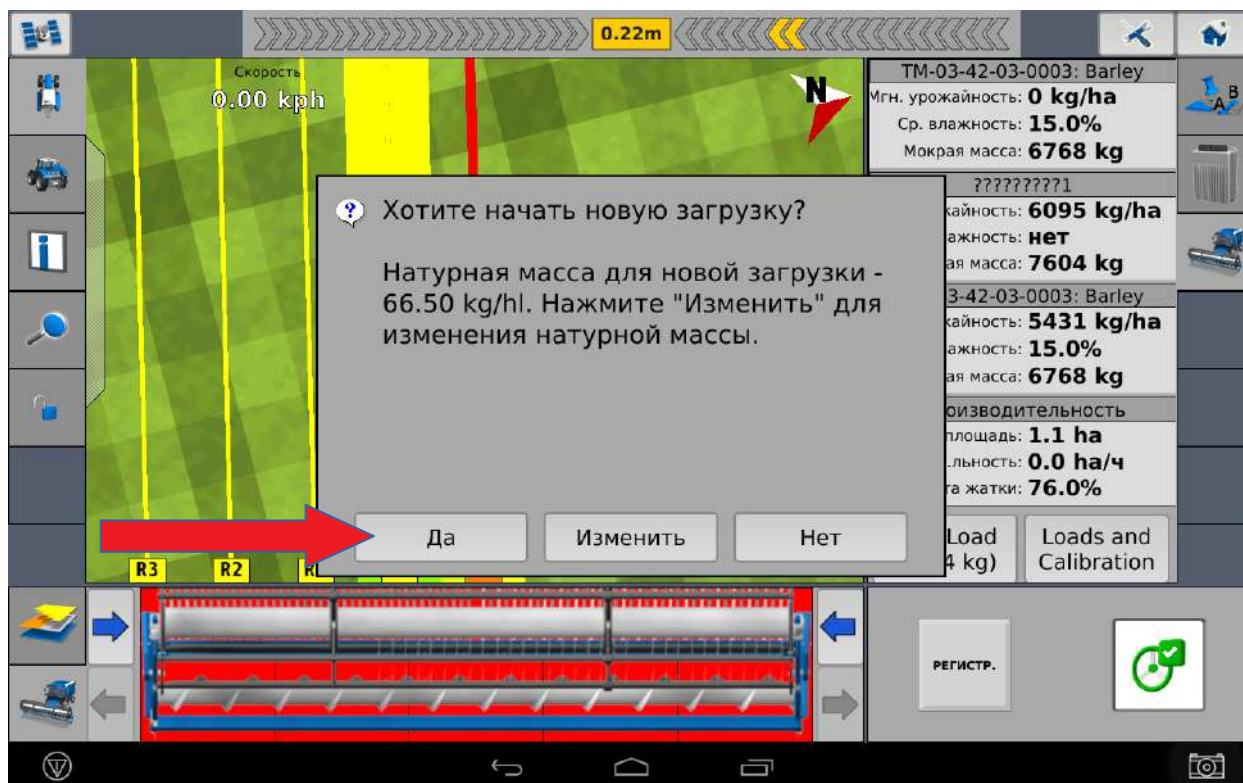 0.22m
Скорость
0.00 kph
N
A B
TM-03-42-03-0003: Barley
Мгн. урожайность: 0 kg/ha
Ср. влажность: 15.0%
Мокрая масса: 6768 kg
?????????1
кайность: 6095 kg/ha
ажность: нет
ая масса: 7604 kg
3-42-03-0003: Barley
кайность: 5431 kg/ha
ажность: 15.0%
ая масса: 6768 kg
оизводительность
площадь: 1.1 ha
.льность: 0.0 ha/ч
та жатки: 76.0%
Load
4 kg)
Loads and
Calibration
Хотите начать новую загрузку?
Натурная масса для новой загрузки -
66.50 kg/hl. Нажмите "Изменить" для
изменения натурной массы.
Да
Изменить
Нет
R3
R2
РЕГИСТР.